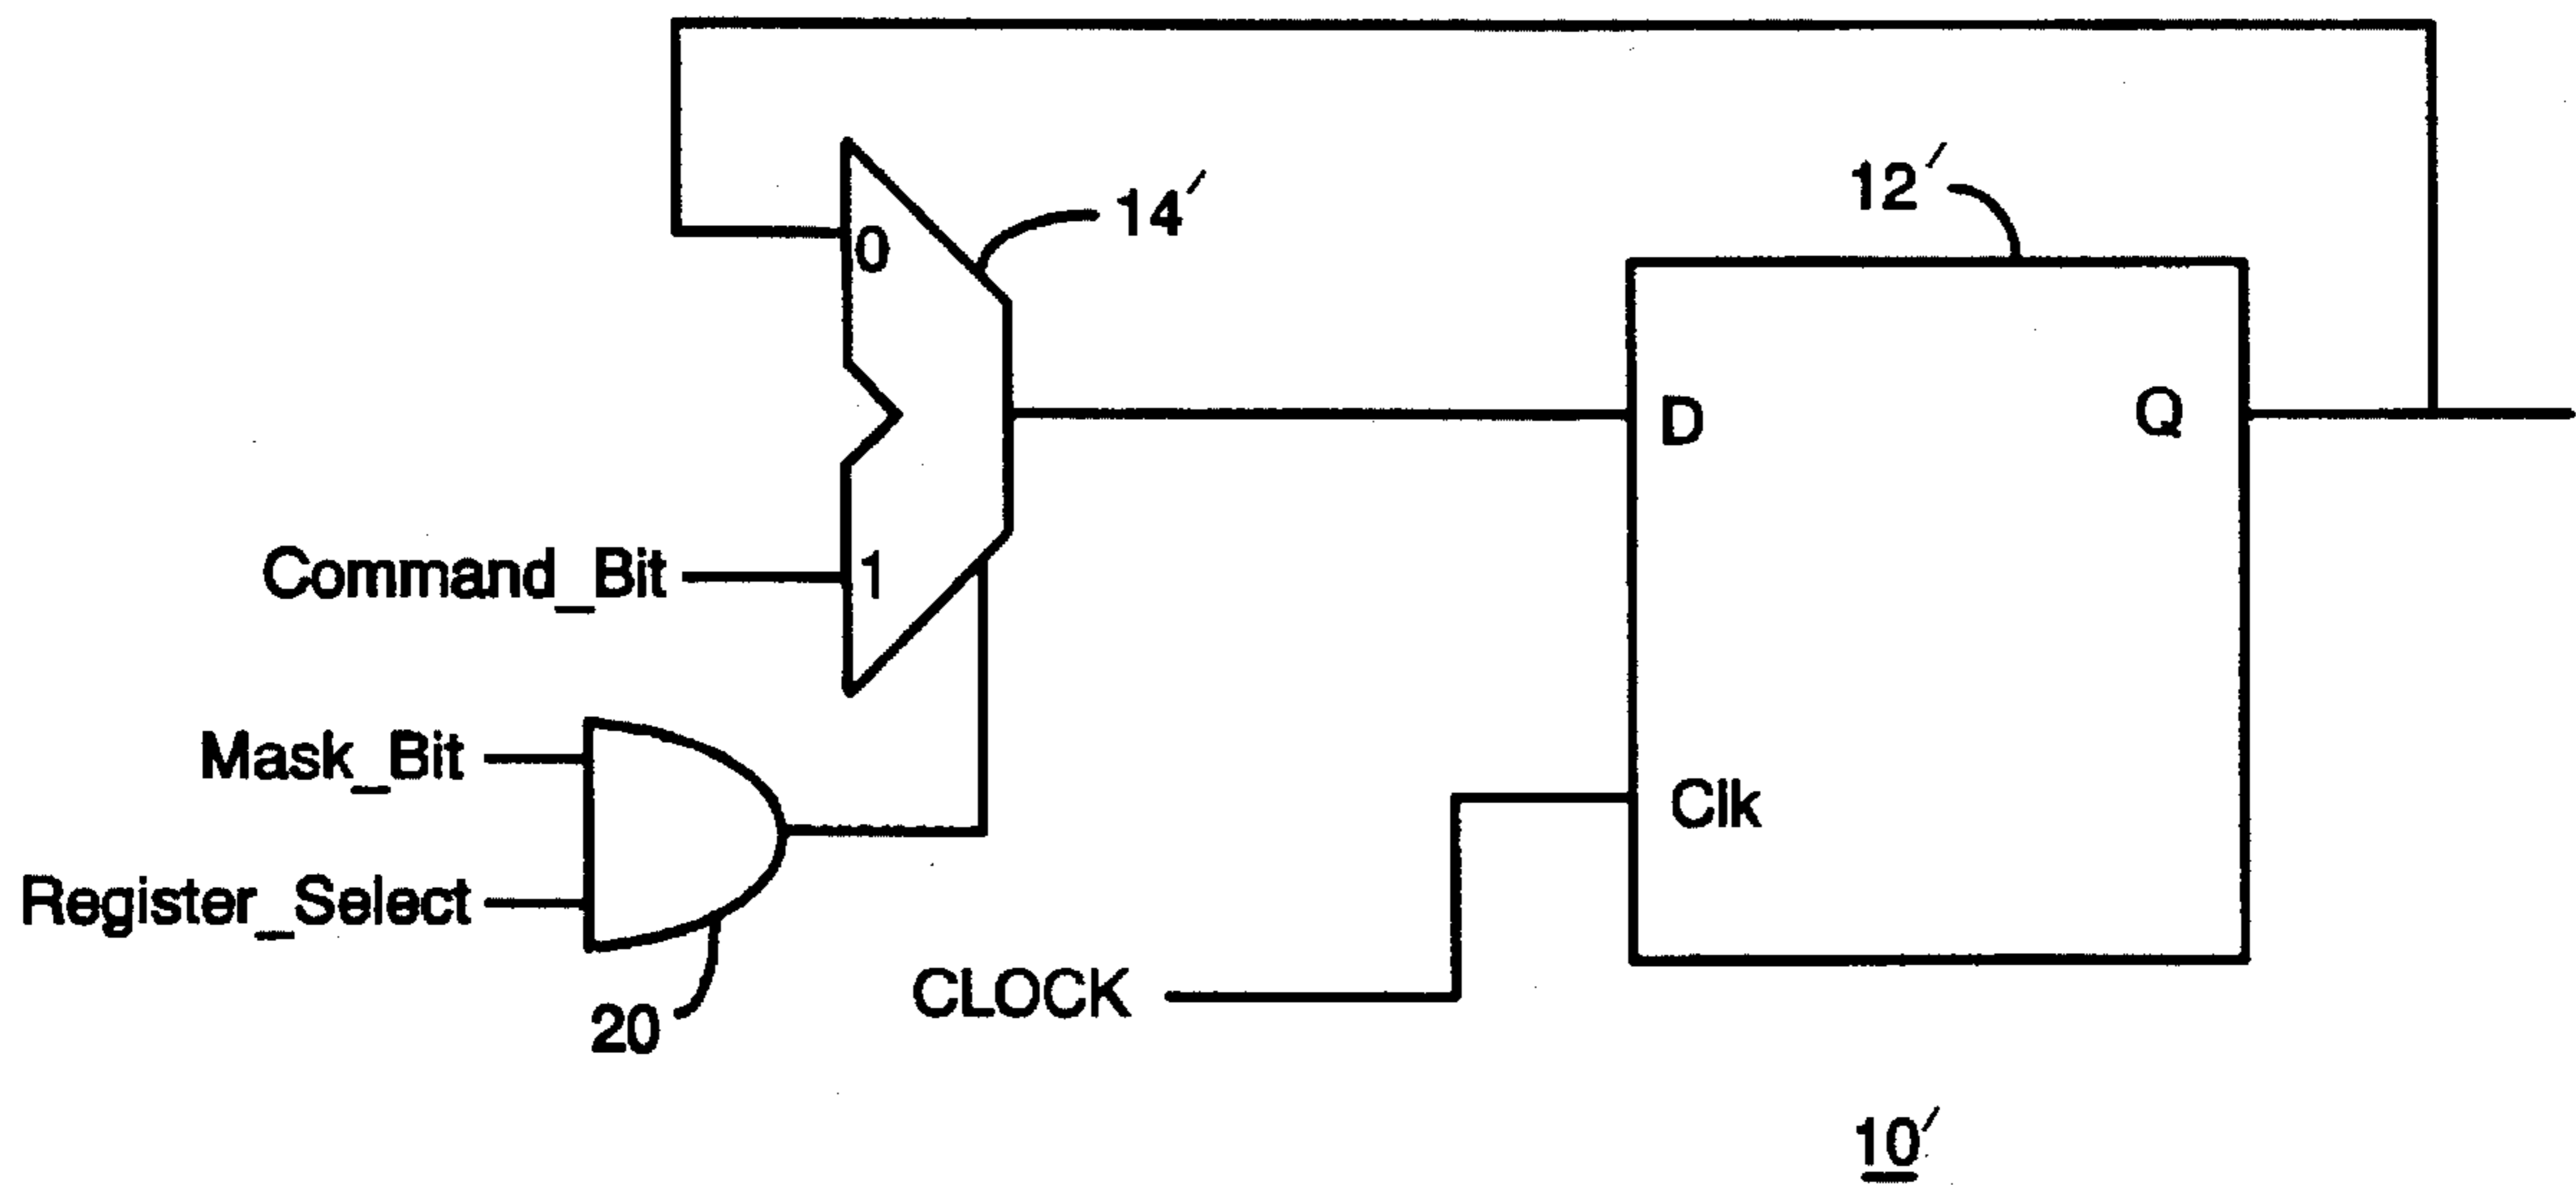 14′
12′
0
D
Q
Command_Bit
1
Mask_Bit
Clk
Register_Select
CLOCK
20
10′